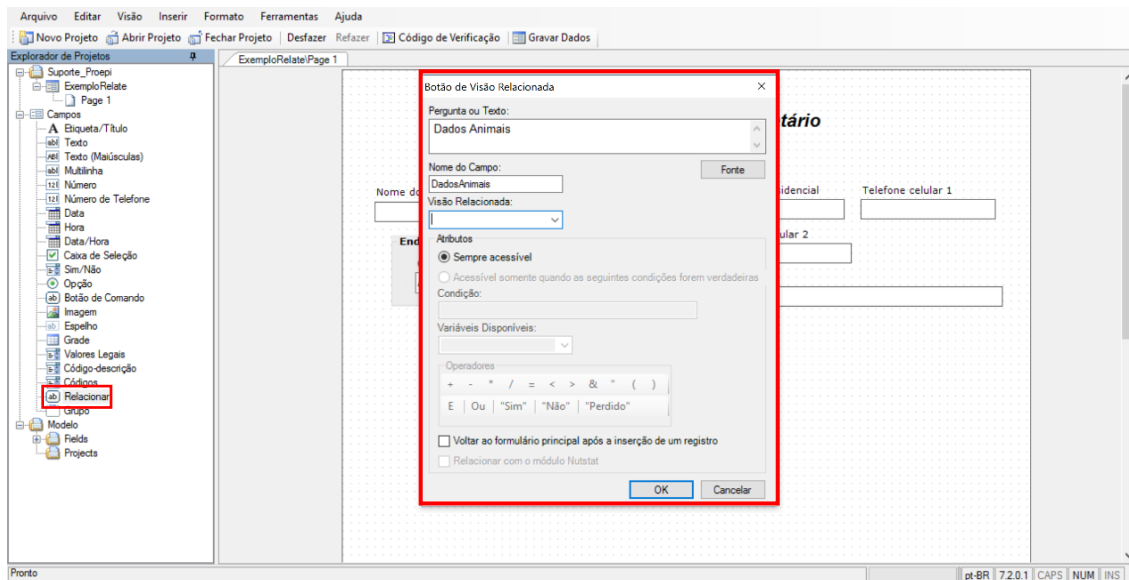 Arquivo Editar Visão Inserir Formato Ferramentas Ajuda
Novo Projeto Abrir Projeto Fechar Projeto Desfazer Refazer Código de Verificação Gravar Dados
Explorador de Projetos
ExemploRelate\Page 1
Suporte_Proepi
ExemploRelate
Page 1
Campos
A Etiqueta/Título
Texto
Texto (Maiúsculas)
Multilinha
Número
Número de Telefone
Data
Hora
Data/Hora
Caixa de Seleção
Sim/Não
Opção
Botão de Comando
Imagem
Espelho
Grade
Valores Legais
Código-descrição
Códigos
Relacionar
Grupo
Modelo
Fields
Projects
tário
Nome do
idencial
Telefone celular 1
ular 2
End
Botão de Visão Relacionada
Pergunta ou Texto:
Dados Animais
Nome do Campo:
Fonte
DadosAnimais
Visão Relacionada:
Atributos
Sempre acessível
Acessível somente quando as seguintes condições forem verdadeiras
Condição:
Variáveis Disponíveis:
Operadores
+ - * / = < > & " ( )
E Ou "Sim" "Não" "Perdido"
Voltar ao formulário principal após a inserção de um registro
Relacionar com o módulo Nutstat
OK Cancelar
Pronto
pt-BR 7.2.0.1 CAPS NUM INS